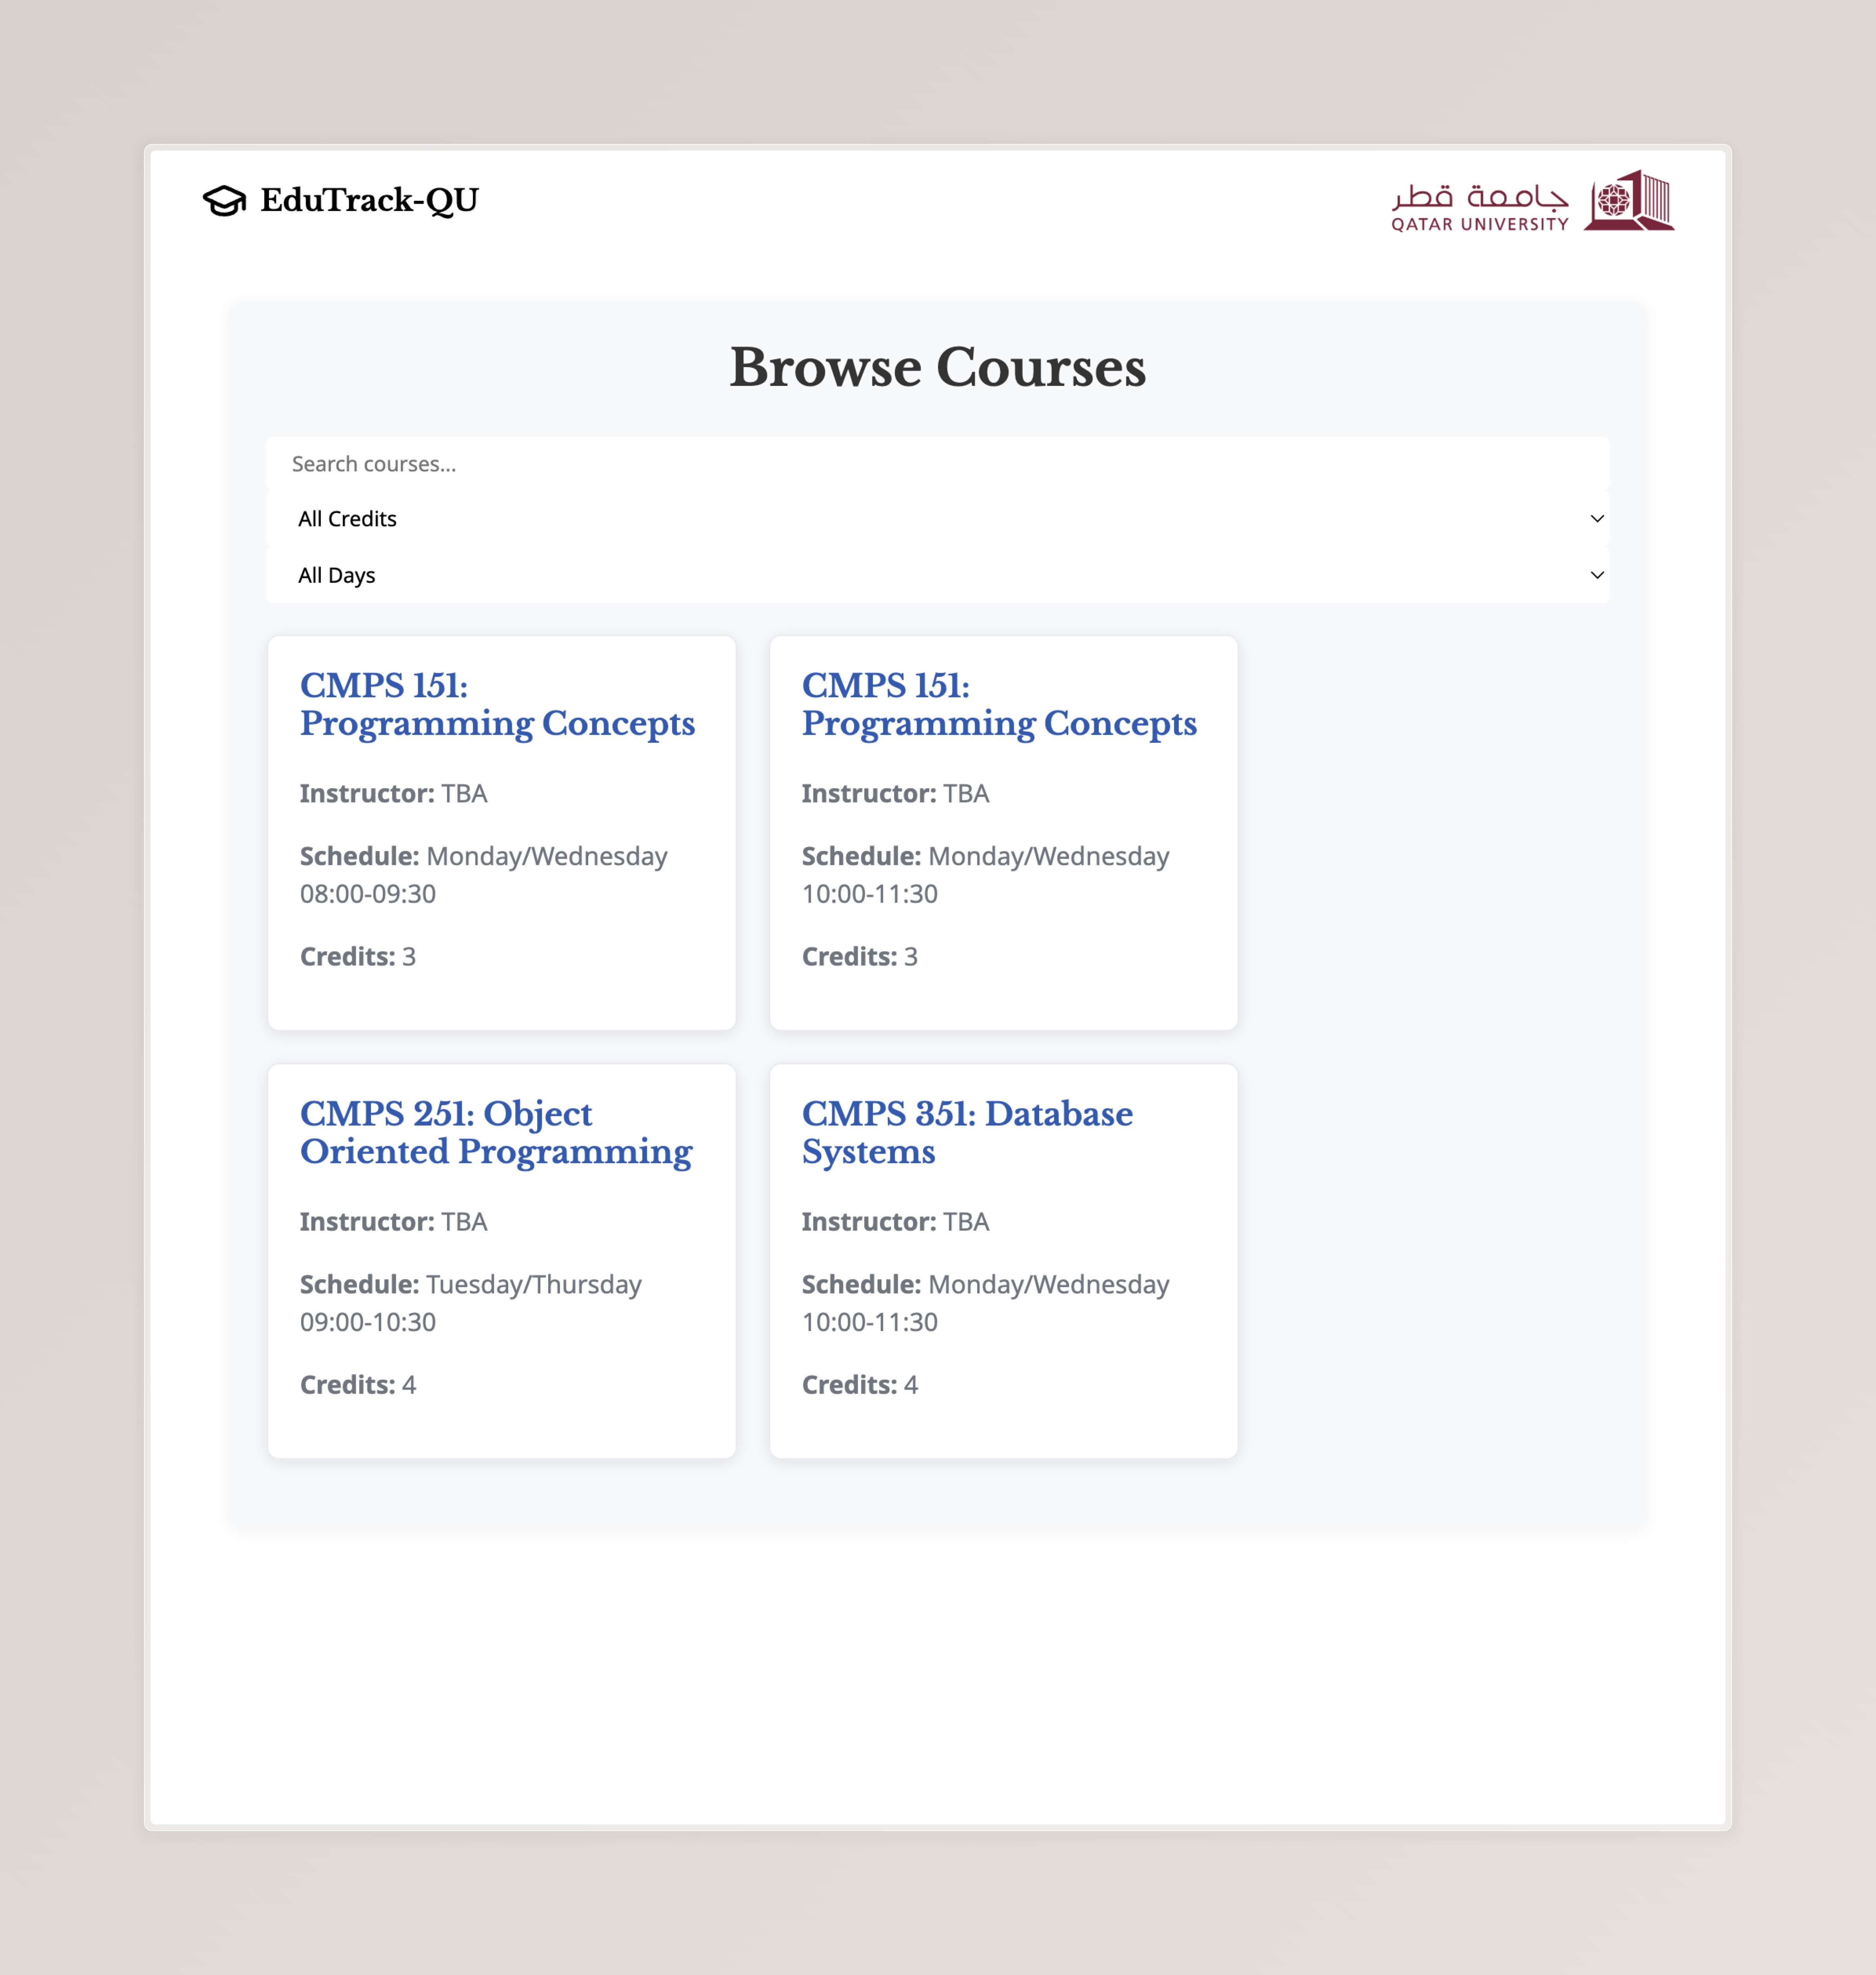 EduTrack-QU
جامعة قطر
QATAR UNIVERSITY
Browse Courses
Search courses...
All Credits
All Days
CMPS 151:
Programming Concepts
Instructor: TBA
Schedule: Monday/Wednesday
08:00-09:30
Credits: 3
CMPS 151:
Programming Concepts
Instructor: TBA
Schedule: Monday/Wednesday
10:00-11:30
Credits: 3
CMPS 251: Object
Oriented Programming
Instructor: TBA
Schedule: Tuesday/Thursday
09:00-10:30
Credits: 4
CMPS 351: Database
Systems
Instructor: TBA
Schedule: Monday/Wednesday
10:00-11:30
Credits: 4